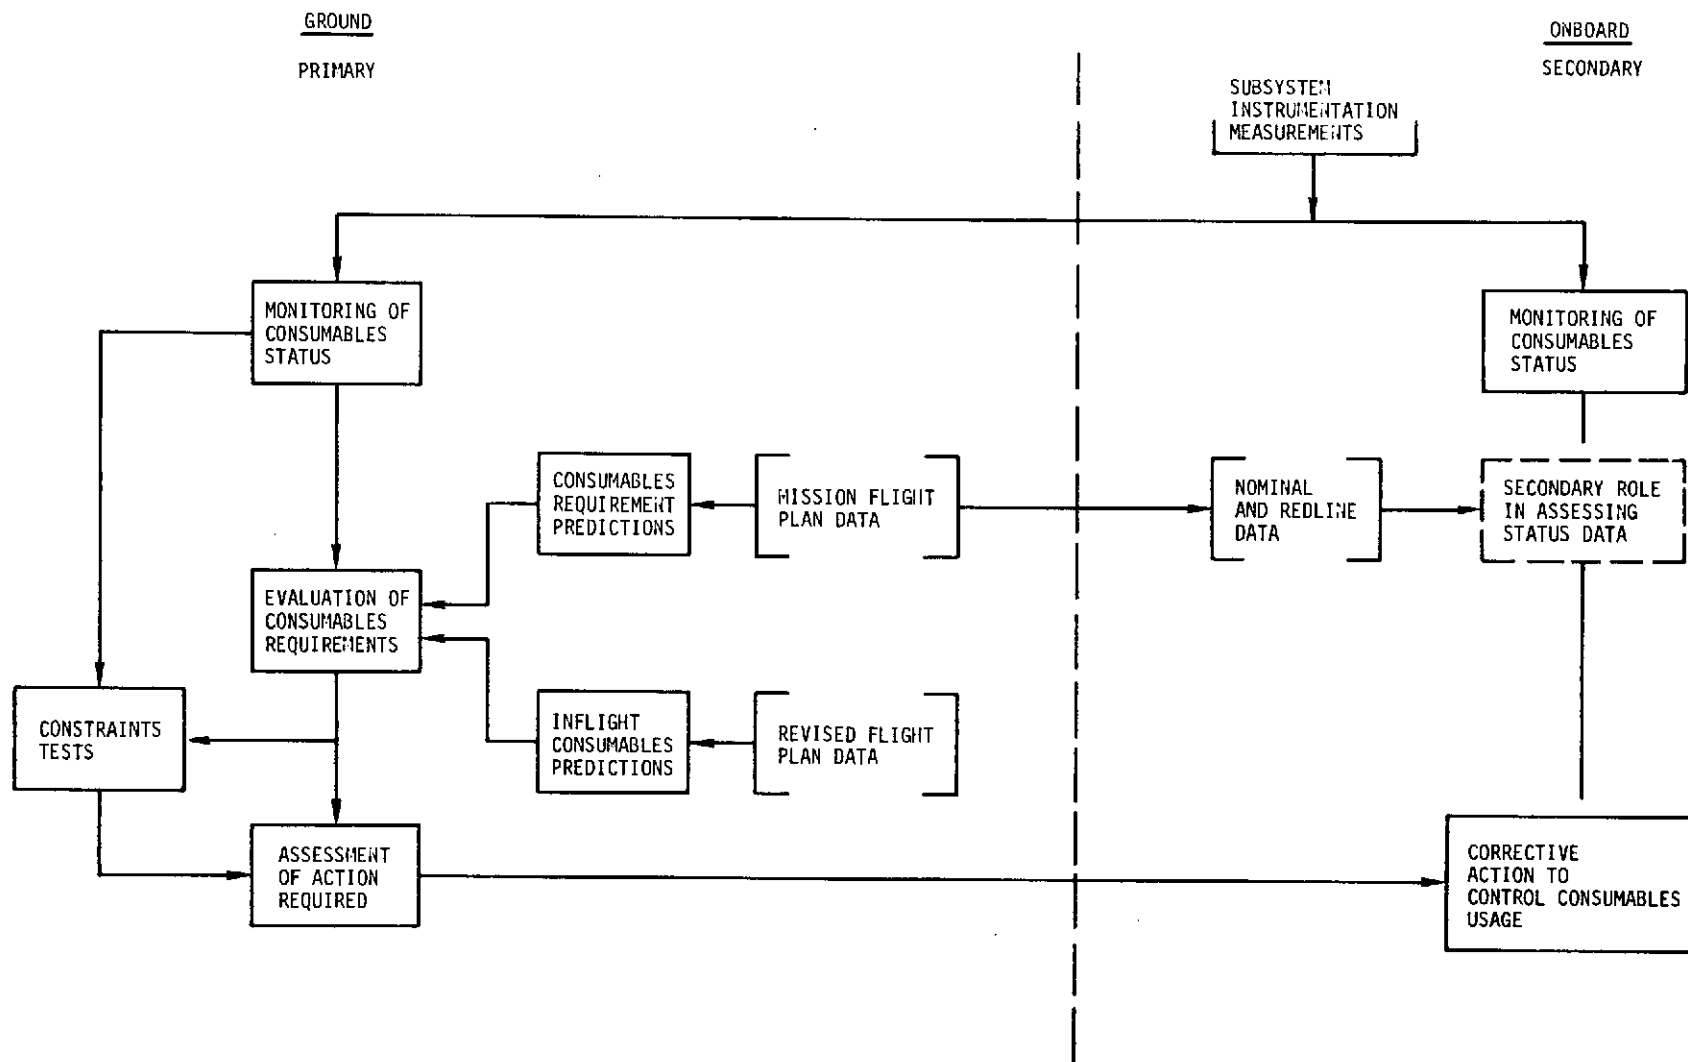 GROUND
PRIMARY
ONBOARD
SECONDARY
SUBSYSTEM
INSTRUMENTATION
MEASUREMENTS
MONITORING OF
CONSUMABLES
STATUS
MONITORING OF
CONSUMABLES
STATUS
CONSUMABLES
REQUIREMENT
PREDICTIONS
MISSION FLIGHT
PLAN DATA
NOMINAL
AND REDLINE
DATA
SECONDARY ROLE
IN ASSESSING
STATUS DATA
EVALUATION OF
CONSUMABLES
REQUIREMENTS
CONSTRAINTS
TESTS
INFLIGHT
CONSUMABLES
PREDICTIONS
REVISED FLIGHT
PLAN DATA
ASSESSMENT
OF ACTION
REQUIRED
CORRECTIVE
ACTION TO
CONTROL CONSUMABLES
USAGE